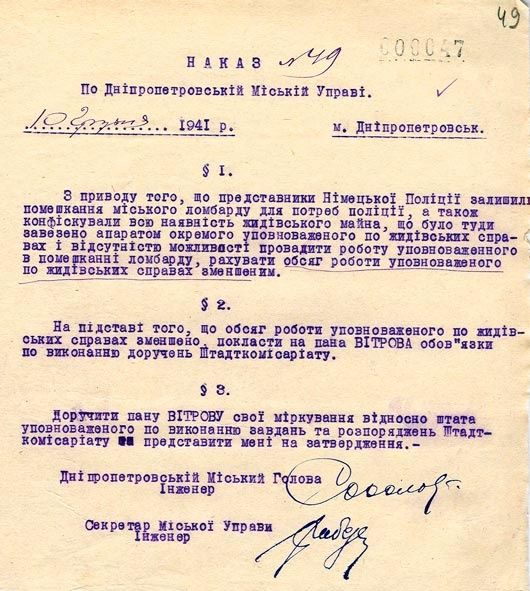 49
000047
НАКАЗ №49
По Дніпропетровській Міській Управі.
10 Грудня 1941 р. м. Дніпропетровськ.
§ 1.
З приводу того, що представники Німецької Поліції залишили
помешкання міського ломбарду для потреб поліції, а також
конфіскували всю наявність жидівського майна, що було туди
завезено апаратом окремого уповноваженого по жидівських спра-
вах і відсутністю можливості провадити роботу уповноваженного
в помешканні ломбарду, рахувати обсяг роботи уповноваженого
по жидівських справах зменшеним.
§ 2.
На підставі того, що обсяг роботи уповноваженого по жидів-
ських справах зменшено, покласти на пана ВІТРОВА обов"язки
по виконанню доручень Штадткомісаріату.
§ 3.
Доручити пану ВІТРОВУ свої міркування відносно штата
уповноваженого по виконанню завдань та розпоряджень Штадт-
комісаріату представити мені на затвердження.-
Дніпропетровській Міський Голова
Інженер
Секретар Міської Управи
Інженер